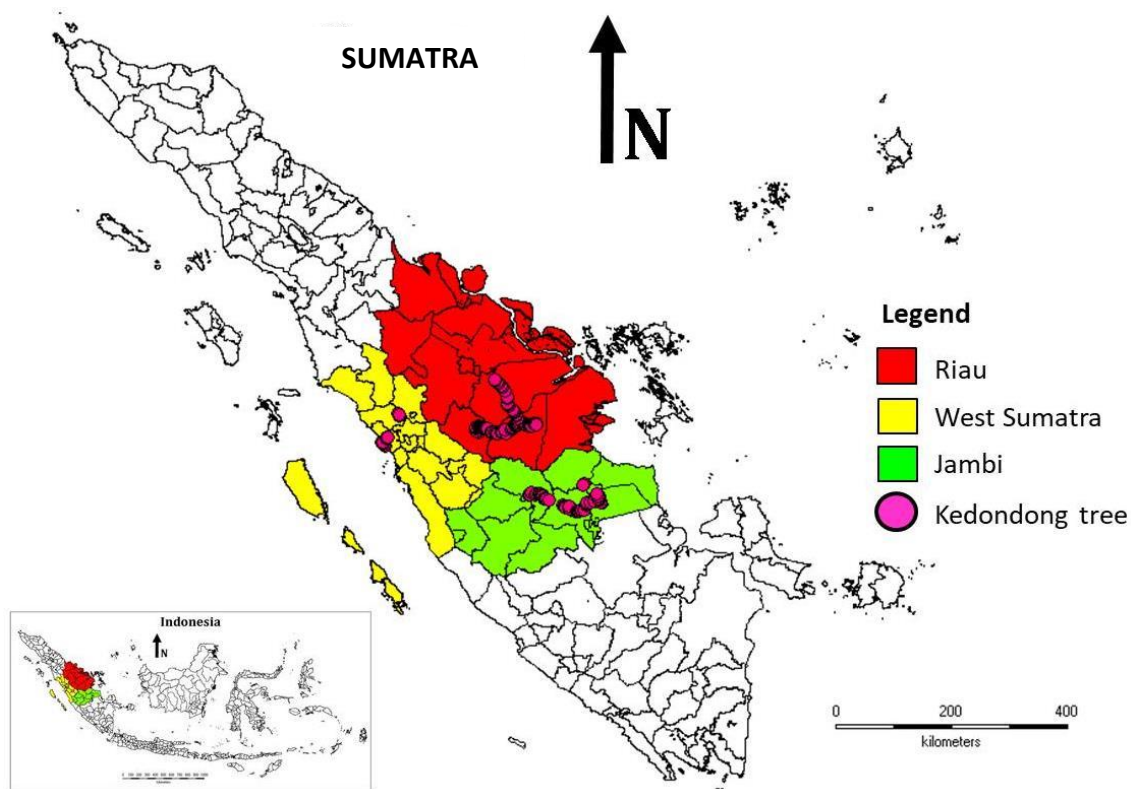 SUMATRA
N
Legend
Riau
West Sumatra
Jambi
Kedondong tree
Indonesia
N
0 200 400
kilometers